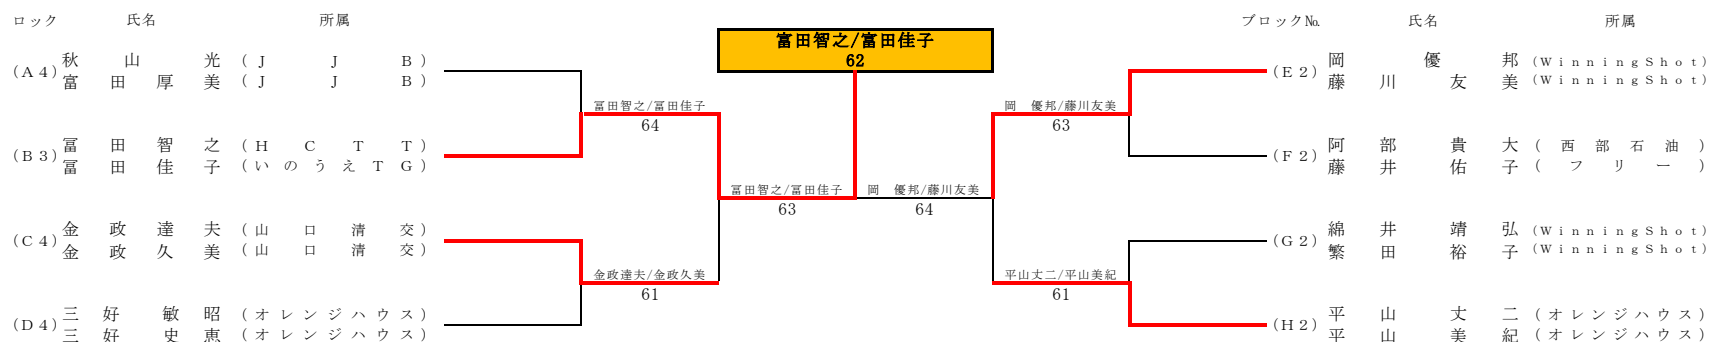 ロック 氏名 所属 ブロック№ 氏名 所属
富田智之/富田佳子
62
(A4) 秋山 光 (JJB)
富田厚美 (JJB)
(B3) 冨田智之 (HCTT)
冨田佳子 (いのうえTG)
(C4) 金政達夫 (山口清交)
金政久美 (山口清交)
(D4) 三好敏昭 (オレンジハウス)
三好史恵 (オレンジハウス)
冨田智之/冨田佳子
64
金政達夫/金政久美
61
冨田智之/冨田佳子
63
岡 優邦/藤川友美
64
岡 優邦/藤川友美
63
平山丈二/平山美紀
61
(E2) 岡 優邦 (WinningShot)
藤川友美 (WinningShot)
(F2) 阿部貴大 (西部石油)
藤井佑子 (フリー)
(G2) 綿井靖弘 (WinningShot)
繁田裕子 (WinningShot)
(H2) 平山丈二 (オレンジハウス)
平山美紀 (オレンジハウス)